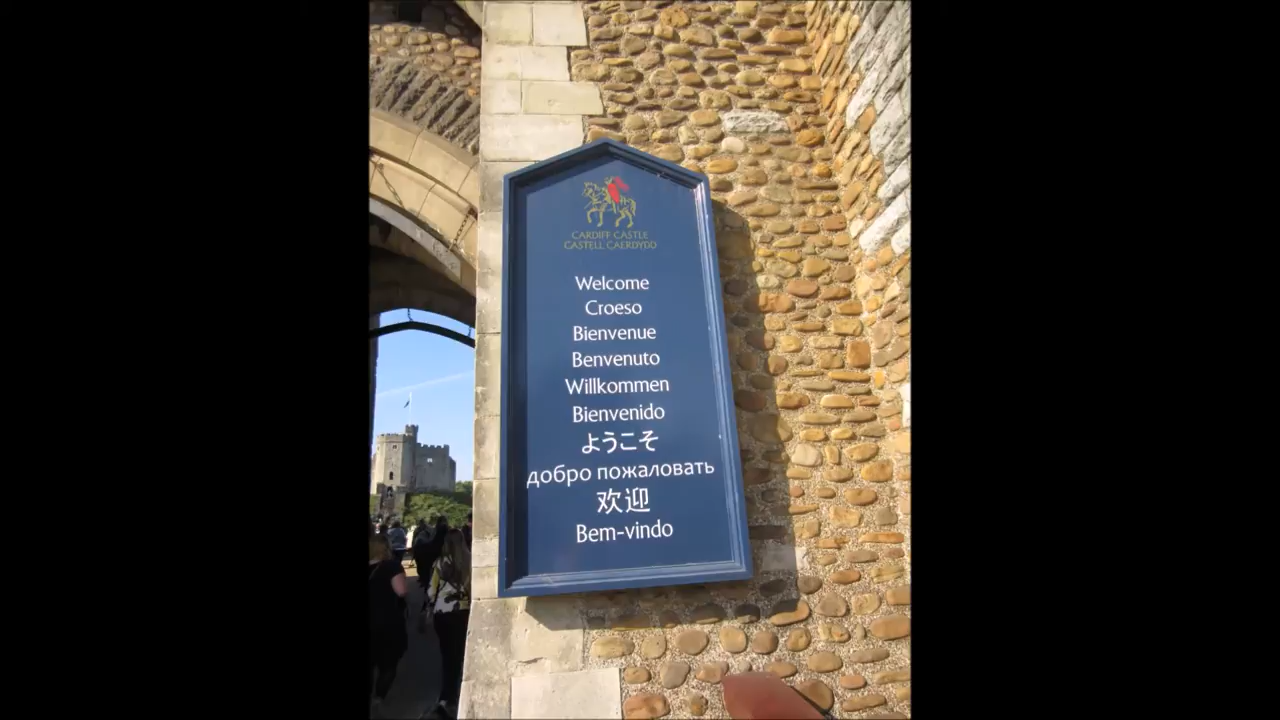 CARDIFF CASTLE
CASTELL CAERDYDD
Welcome
Croeso
Bienvenue
Benvenuto
Willkommen
Bienvenido
ようこそ
добро пожаловать
欢迎
Bem-vindo